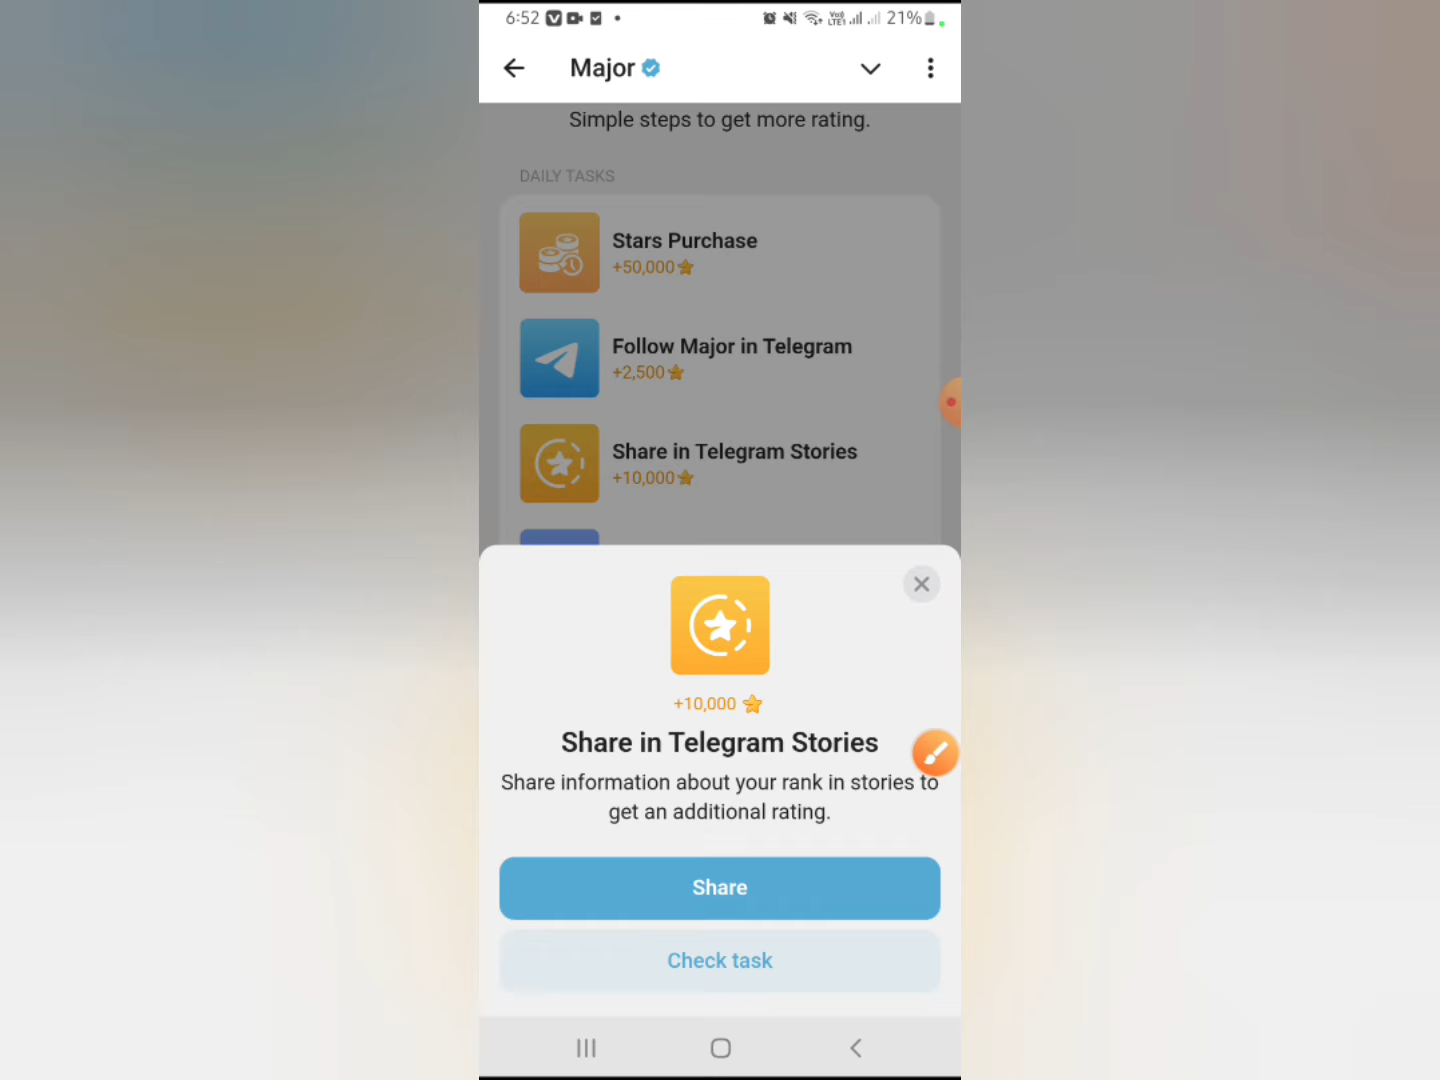 6:52
Vo) LTE1 21%
Major
Simple steps to get more rating.
DAILY TASKS
Stars Purchase
+50,000
Follow Major in Telegram
+2,500
Share in Telegram Stories
+10,000
+10,000
Share in Telegram Stories
Share information about your rank in stories to
get an additional rating.
Share
Check task